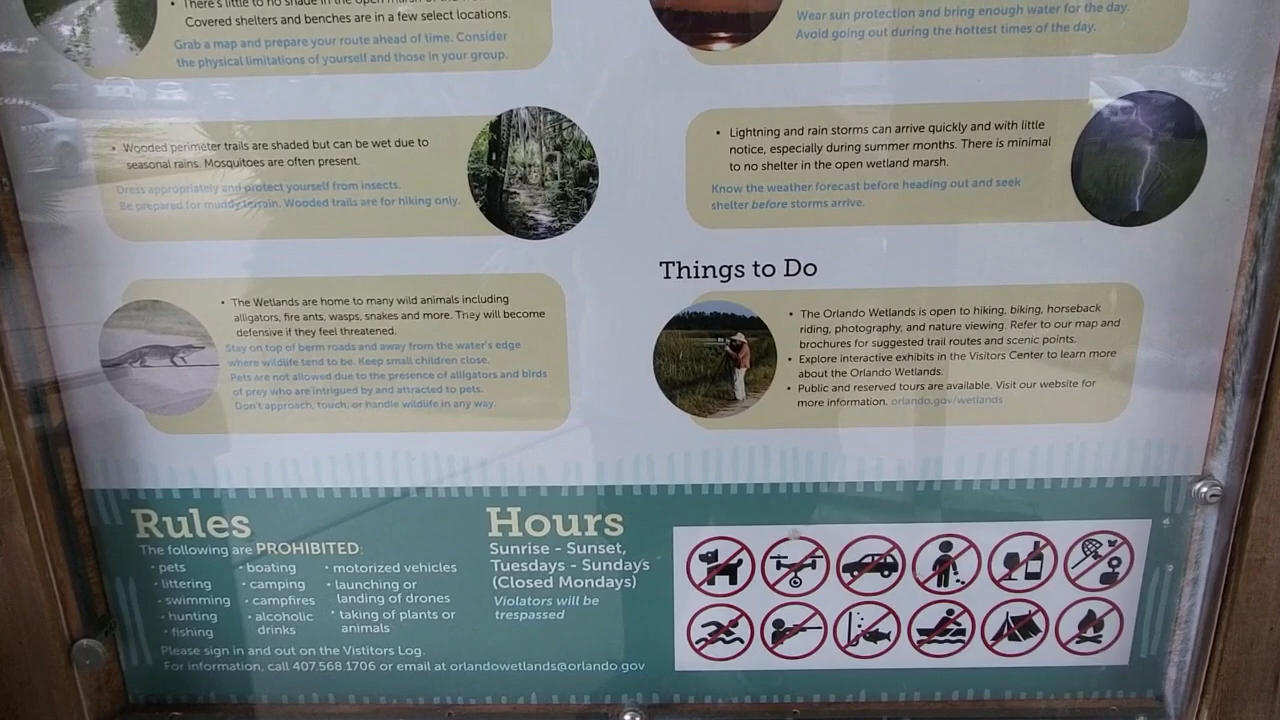 • There's little to no shade in the open marsh of the
Covered shelters and benches are in a few select locations.
Grab a map and prepare your route ahead of time. Consider
the physical limitations of yourself and those in your group.
Wear sun protection and bring enough water for the day.
Avoid going out during the hottest times of the day.
• Wooded perimeter trails are shaded but can be wet due to
seasonal rains. Mosquitoes are often present.
Dress appropriately and protect yourself from insects.
Be prepared for muddy terrain. Wooded trails are for hiking only.
• Lightning and rain storms can arrive quickly and with little
notice, especially during summer months. There is minimal
to no shelter in the open wetland marsh.
Know the weather forecast before heading out and seek
shelter before storms arrive.
• The Wetlands are home to many wild animals including
alligators, fire ants, wasps, snakes and more. They will become
defensive if they feel threatened.
Stay on top of berm roads and away from the water's edge
where wildlife tend to be. Keep small children close.
Pets are not allowed due to the presence of alligators and birds
of prey who are intrigued by and attracted to pets.
Don't approach, touch, or handle wildlife in any way.
Things to Do
• The Orlando Wetlands is open to hiking, biking, horseback
riding, photography, and nature viewing. Refer to our map and
brochures for suggested trail routes and scenic points.
• Explore interactive exhibits in the Visitors Center to learn more
about the Orlando Wetlands.
• Public and reserved tours are available. Visit our website for
more information. orlando.gov/wetlands
Rules
The following are PROHIBITED:
• pets
• littering
• swimming
• hunting
• fishing
• boating
• camping
• campfires
• alcoholic
drinks
• motorized vehicles
• launching or
landing of drones
• taking of plants or
animals
Please sign in and out on the Vistitors Log.
For information, call 407.568.1706 or email at orlandowetlands@orlando.gov
Hours
Sunrise - Sunset,
Tuesdays - Sundays
(Closed Mondays)
Violators will be
trespassed